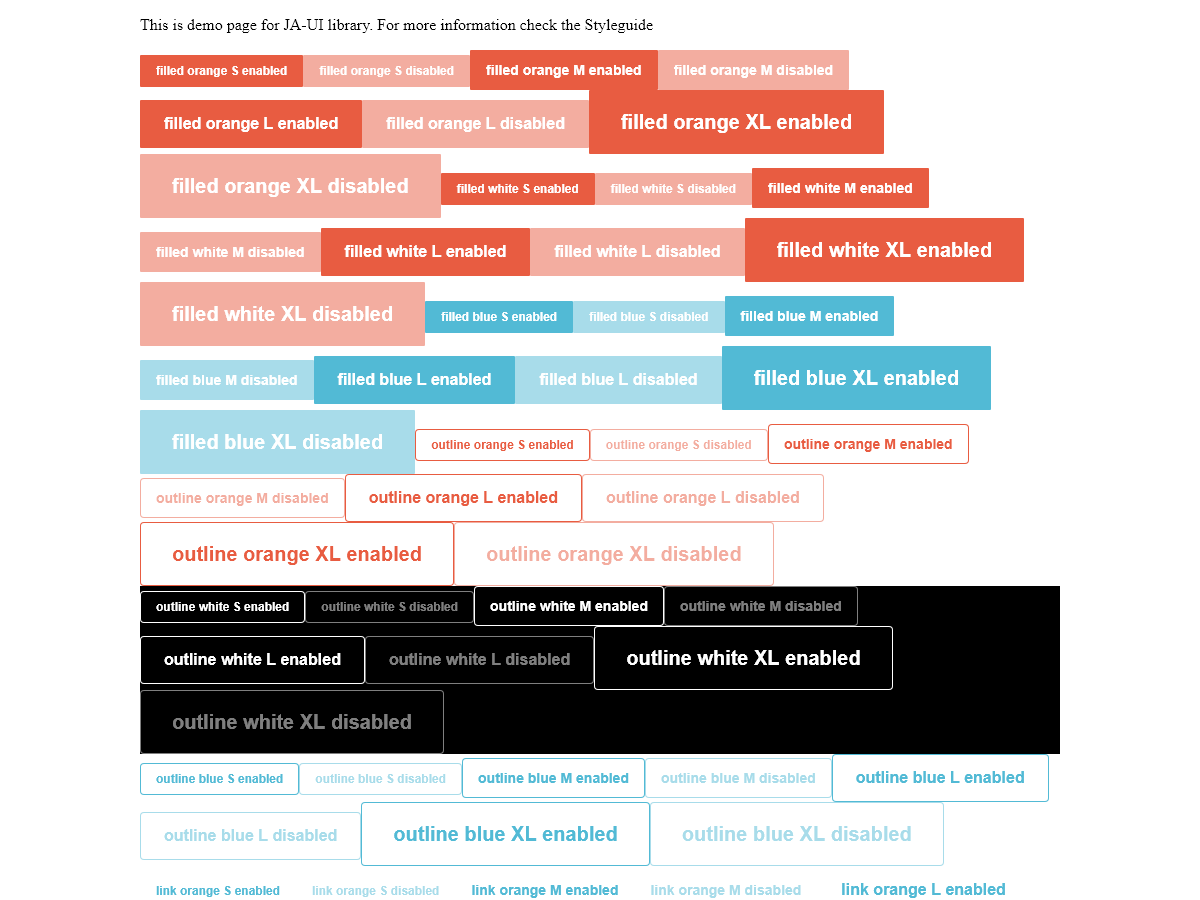 This is demo page for JA-UI library. For more information check the Styleguide
filled orange S enabled filled orange S disabled filled orange M enabled filled orange M disabled
filled orange L enabled filled orange L disabled filled orange XL enabled
filled orange XL disabled filled white S enabled filled white S disabled filled white M enabled
filled white M disabled filled white L enabled filled white L disabled filled white XL enabled
filled white XL disabled filled blue S enabled filled blue S disabled filled blue M enabled
filled blue M disabled filled blue L enabled filled blue L disabled filled blue XL enabled
filled blue XL disabled outline orange S enabled outline orange S disabled outline orange M enabled
outline orange M disabled outline orange L enabled outline orange L disabled
outline orange XL enabled outline orange XL disabled
outline white S enabled outline white S disabled outline white M enabled outline white M disabled
outline white L enabled outline white L disabled outline white XL enabled
outline white XL disabled
outline blue S enabled outline blue S disabled outline blue M enabled outline blue M disabled outline blue L enabled
outline blue L disabled outline blue XL enabled outline blue XL disabled
link orange S enabled link orange S disabled link orange M enabled link orange M disabled link orange L enabled